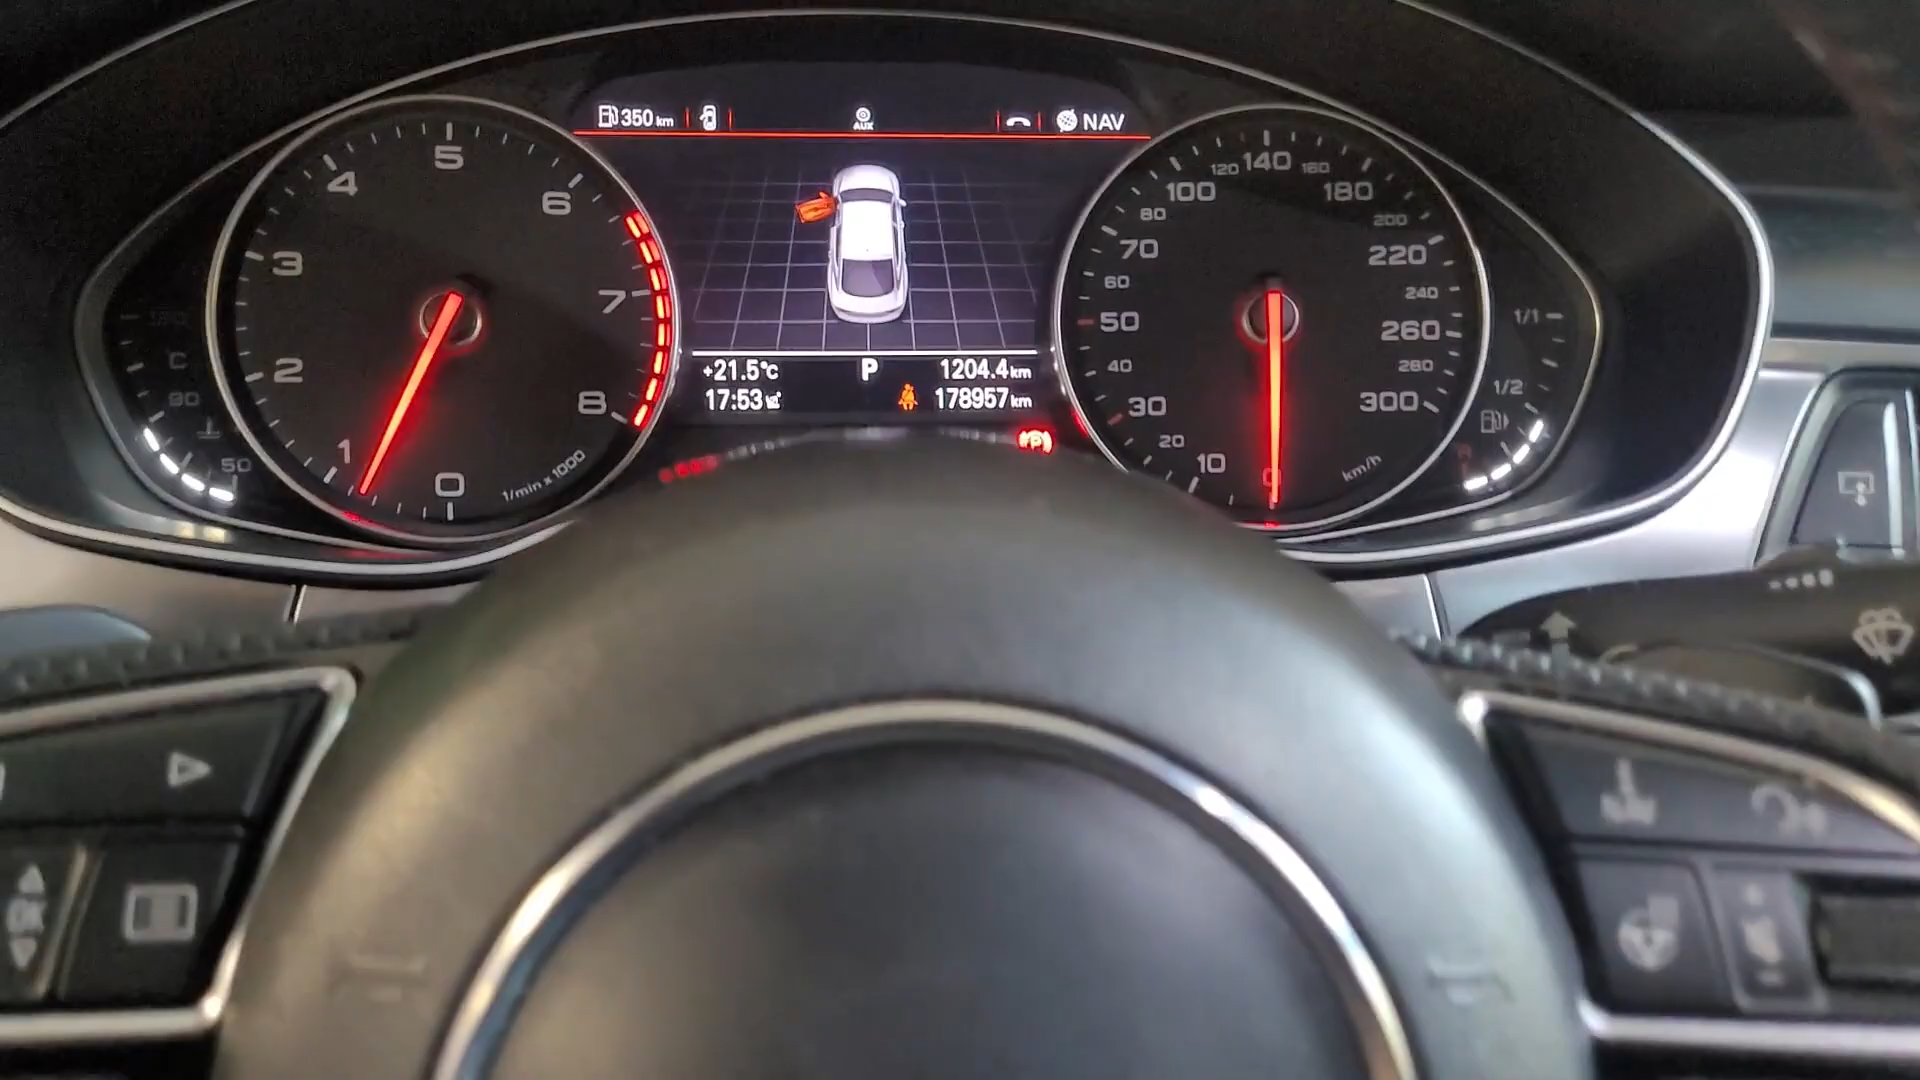 350 km
AUX
NAV
+21.5°C
P
1204.4 km
17:53
178957 km
0
1
2
3
4
5
6
7
8
1/min x 1000
0
10
20
30
40
50
60
70
80
100
120
140
160
180
200
220
240
260
280
300
km/h
C
90
50
1/1
1/2
(P)
OK